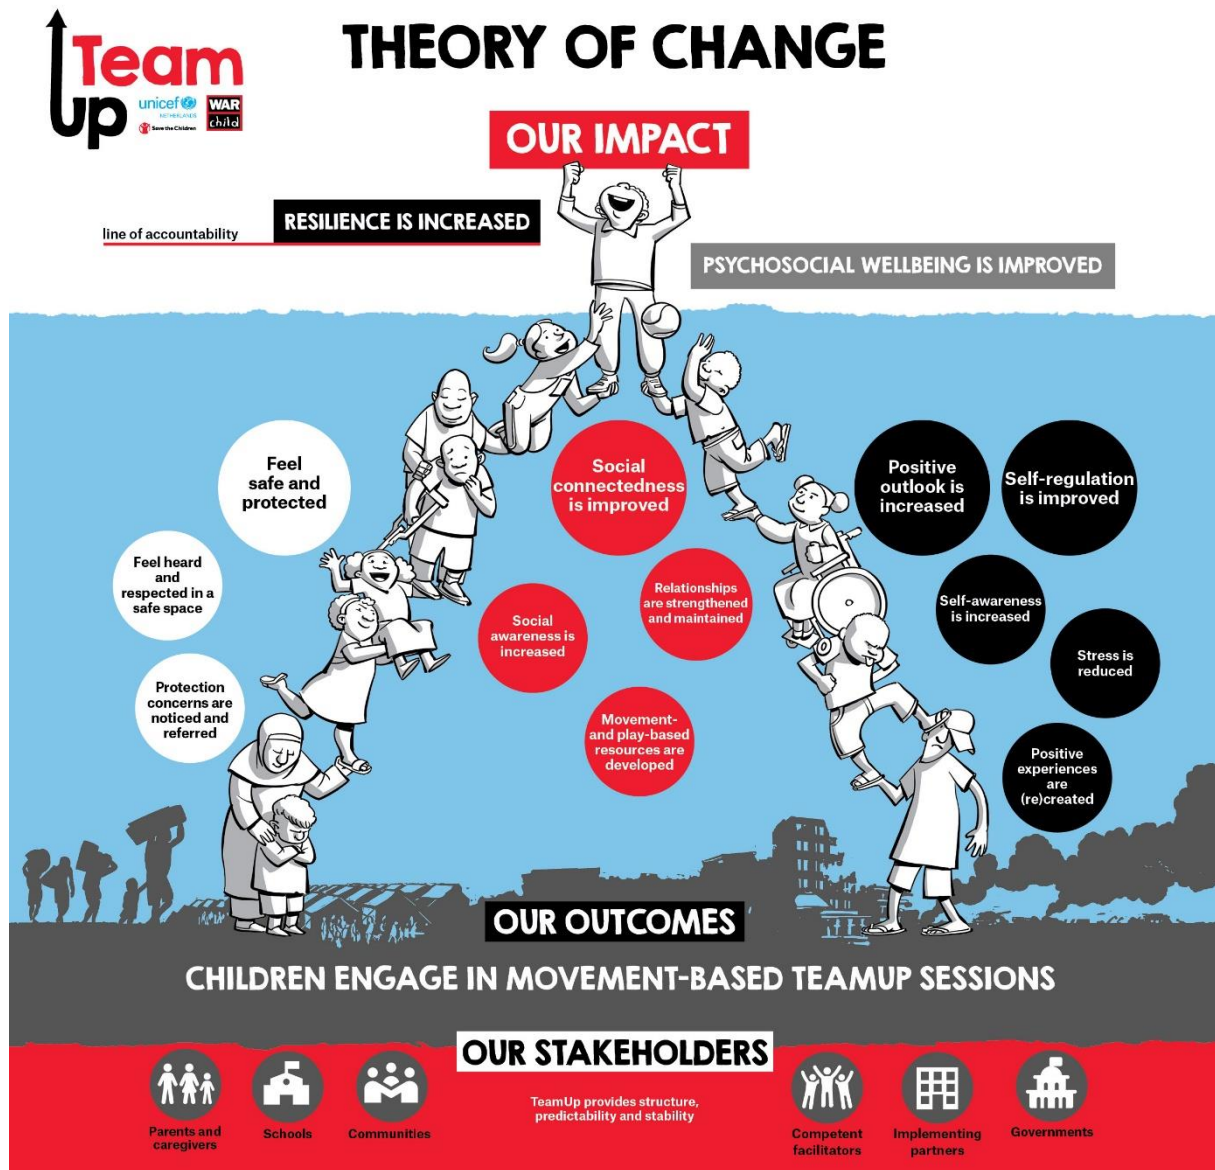 Team
Up
unicef
NETHERLANDS
Save the Children
WAR
child
THEORY OF CHANGE
OUR IMPACT
line of accountability
RESILIENCE IS INCREASED
PSYCHOSOCIAL WELLBEING IS IMPROVED
Feel
safe and
protected
Feel heard
and
respected in a
safe space
Protection
concerns are
noticed and
referred
Social
connectedness
is improved
Relationships
are strengthened
and maintained
Social
awareness is
increased
Movement-
and play-based
resources are
developed
Positive
outlook is
increased
Self-regulation
is improved
Self-awareness
is increased
Stress is
reduced
Positive
experiences
are
(re)created
OUR OUTCOMES
CHILDREN ENGAGE IN MOVEMENT-BASED TEAMUP SESSIONS
OUR STAKEHOLDERS
TeamUp provides structure,
predictability and stability
Parents and
caregivers
Schools
Communities
Competent
facilitators
Implementing
partners
Governments